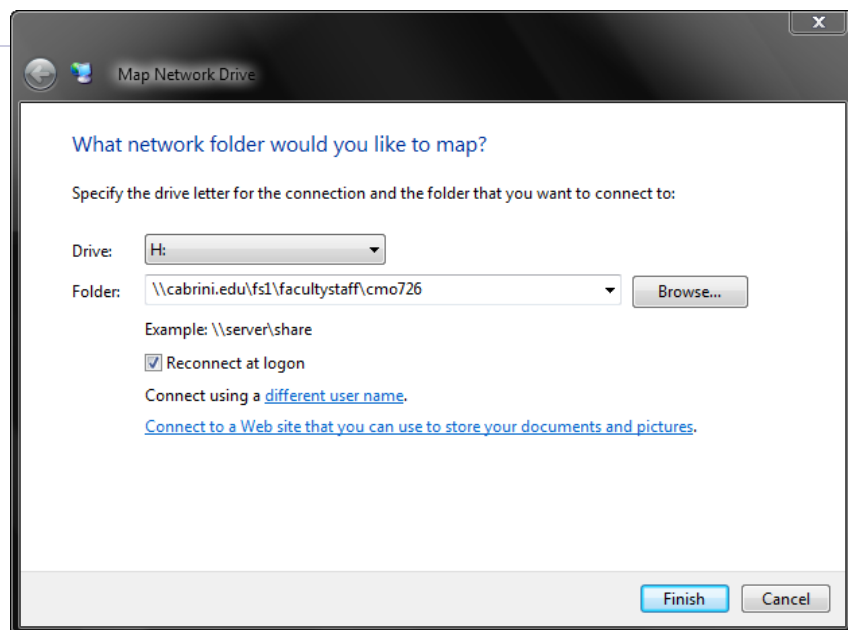 x
Map Network Drive
What network folder would you like to map?
Specify the drive letter for the connection and the folder that you want to connect to:
Drive: H:
Folder: \\cabrini.edu\fs1\facultystaff\cmo726 Browse...
Example: \\server\share
Reconnect at logon
Connect using a different user name.
Connect to a Web site that you can use to store your documents and pictures.
Finish Cancel